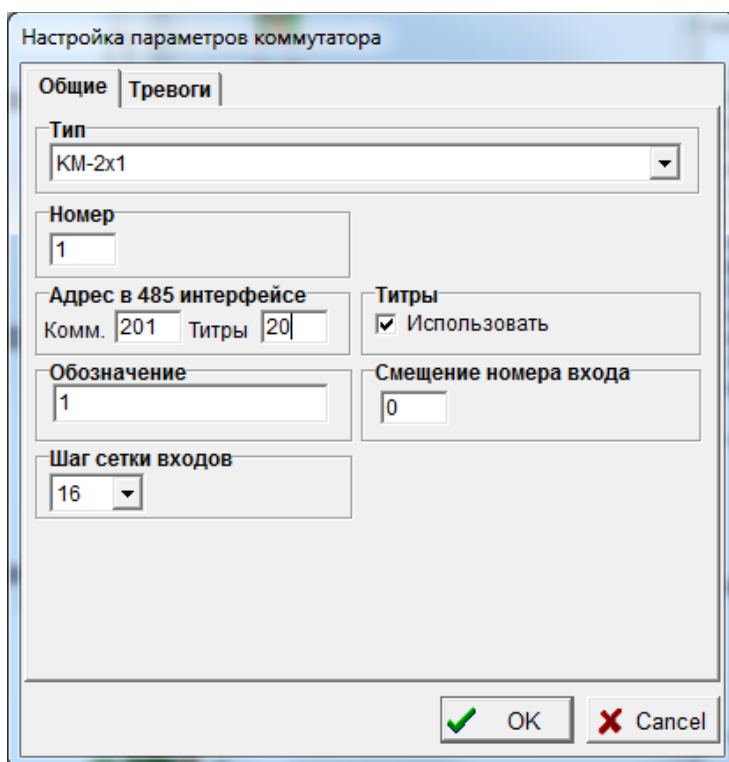 Настройка параметров коммутатора
Общие Тревоги
Тип
КМ-2x1
Номер
1
Адрес в 485 интерфейсе Титры
Комм. 201 Титры 20 Использовать
Обозначение Смещение номера входа
1 0
Шаг сетки входов
16
OK Cancel